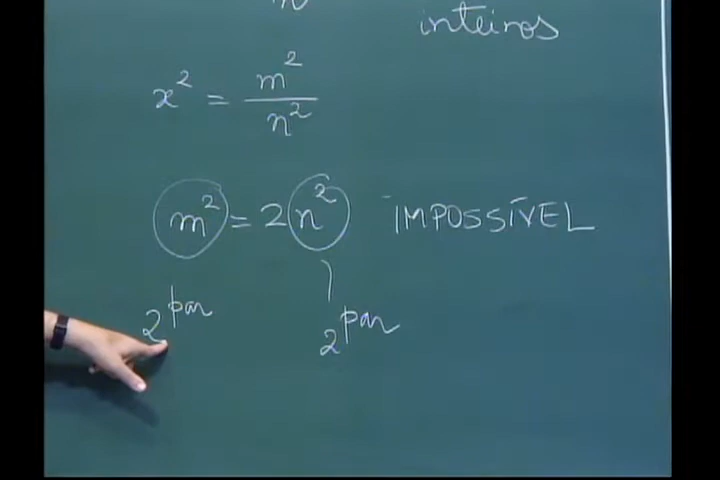 n
inteiros
x² = m²/n²
m² = 2n² IMPOSSÍVEL
2^par 2^par